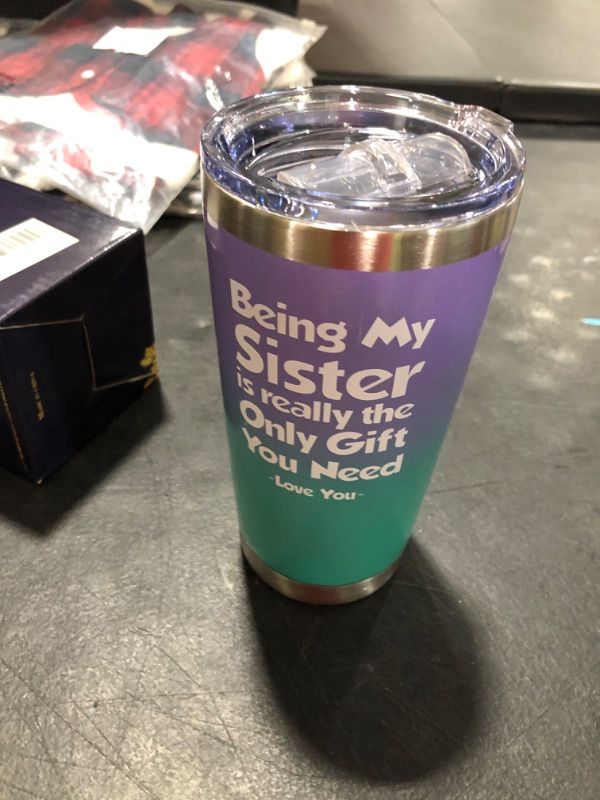 Being My
Sister
is really the
Only Gift
You Need
-Love You-